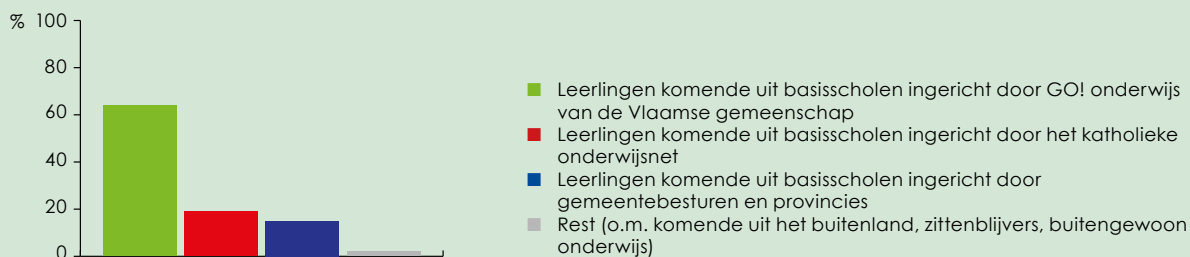 % 100
80
60
40
20
0
Leerlingen komende uit basisscholen ingericht door GO! onderwijs
van de Vlaamse gemeenschap
Leerlingen komende uit basisscholen ingericht door het katholieke
onderwijsnet
Leerlingen komende uit basisscholen ingericht door
gemeentebesturen en provincies
Rest (o.m. komende uit het buitenland, zittenblijvers, buitengewoon
onderwijs)